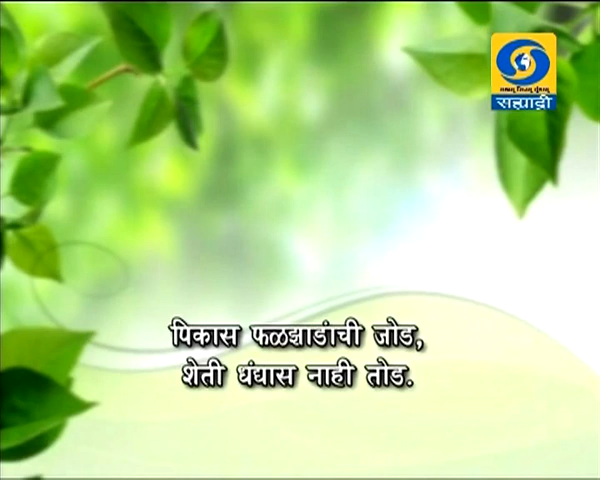 सह्याद्री
पिकास फळझाडांची जोड,
शेती धंद्यास नाही तोड.